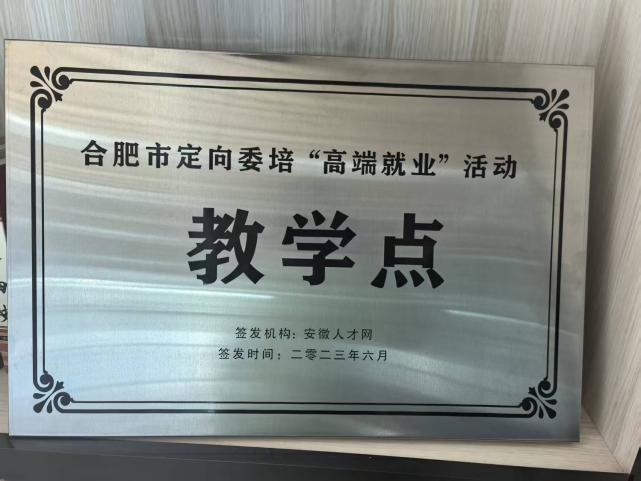 合肥市定向委培“高端就业”活动
教学点
签发机构：安徽人才网
签发时间：二零二三年六月